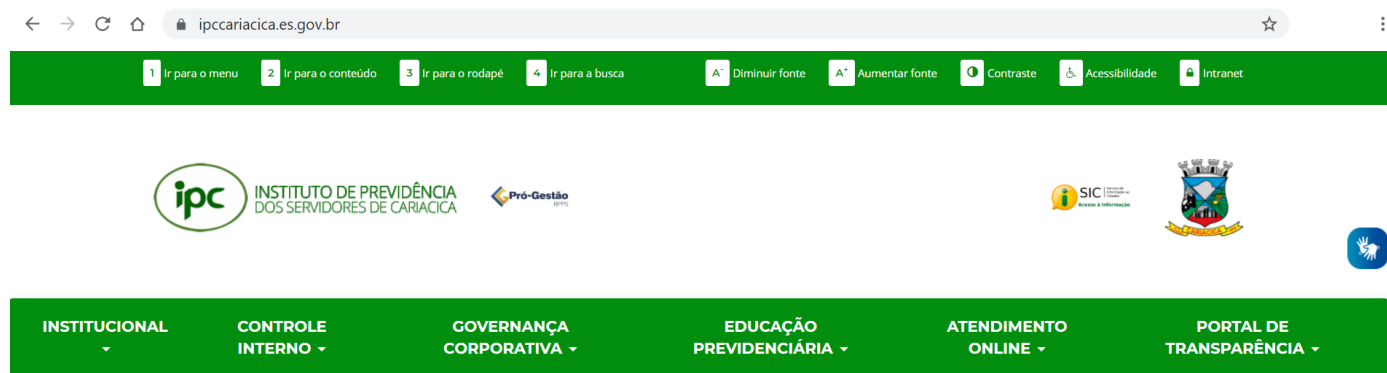 ipccariacica.es.gov.br
1 Ir para o menu 2 Ir para o conteúdo 3 Ir para o rodapé 4 Ir para a busca A- Diminuir fonte A+ Aumentar fonte Contraste Acessibilidade Intranet
ipc INSTITUTO DE PREVIDÊNCIA
DOS SERVIDORES DE CARIACICA
Pró-Gestão
RPPS
i SIC
Acesso à Informação
CARIACICA
INSTITUCIONAL
CONTROLE
INTERNO
GOVERNANÇA
CORPORATIVA
EDUCAÇÃO
PREVIDENCIÁRIA
ATENDIMENTO
ONLINE
PORTAL DE
TRANSPARÊNCIA